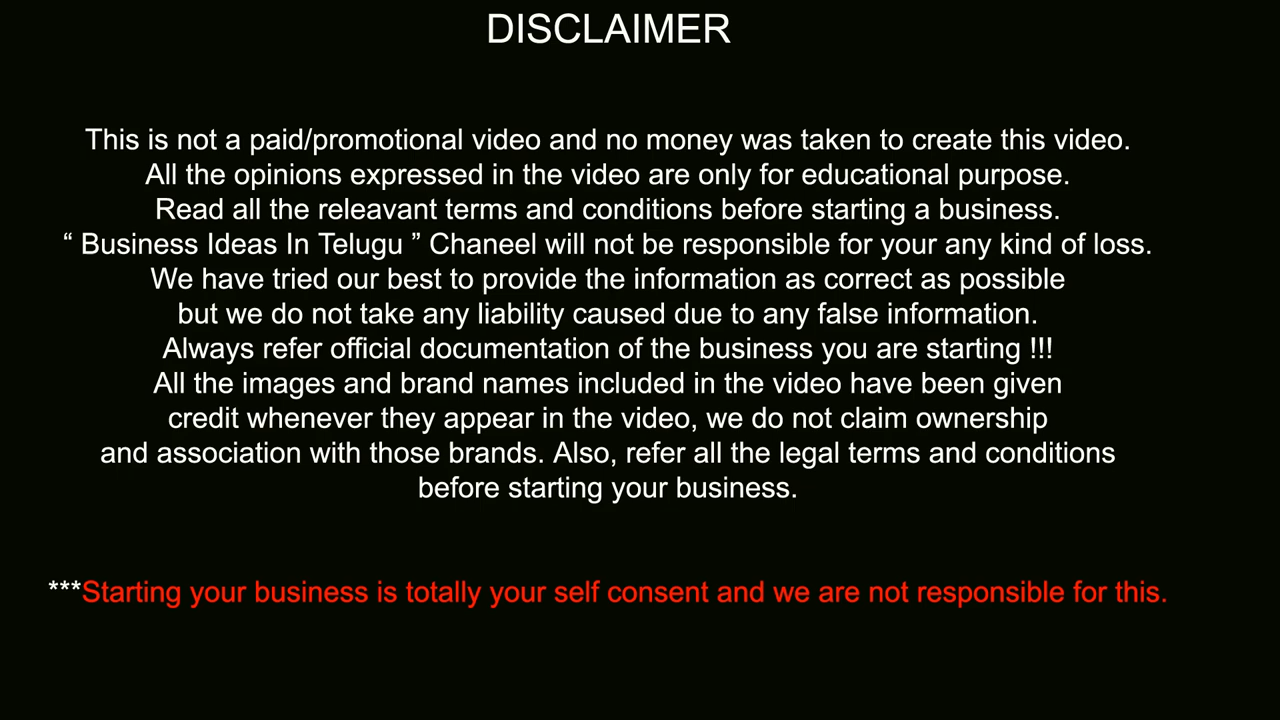 DISCLAIMER
This is not a paid/promotional video and no money was taken to create this video.
All the opinions expressed in the video are only for educational purpose.
Read all the releavant terms and conditions before starting a business.
“ Business Ideas In Telugu ” Chaneel will not be responsible for your any kind of loss.
We have tried our best to provide the information as correct as possible
but we do not take any liability caused due to any false information.
Always refer official documentation of the business you are starting !!!
All the images and brand names included in the video have been given
credit whenever they appear in the video, we do not claim ownership
and association with those brands. Also, refer all the legal terms and conditions
before starting your business.
***Starting your business is totally your self consent and we are not responsible for this.